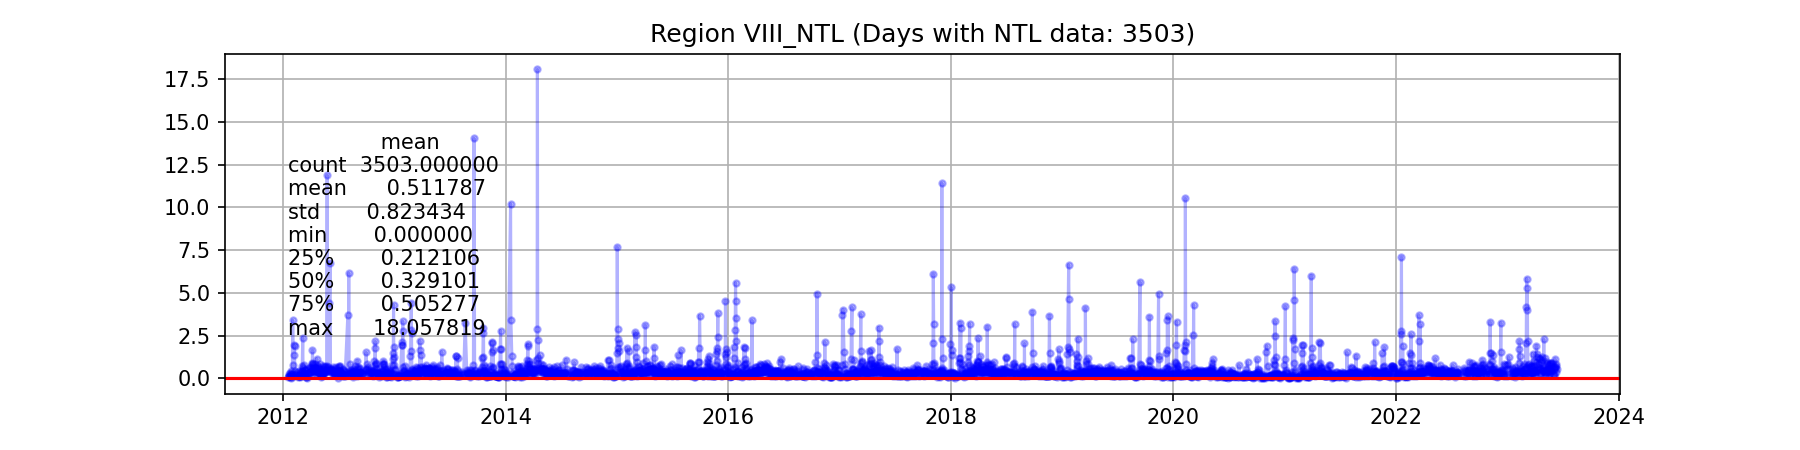 Region VIII_NTL (Days with NTL data: 3503)
17.5
15.0
12.5
10.0
7.5
5.0
2.5
0.0
mean
count 3503.000000
mean 0.511787
std 0.823434
min 0.000000
25% 0.212106
50% 0.329101
75% 0.505277
max 18.057819
2012 2014 2016 2018 2020 2022 2024